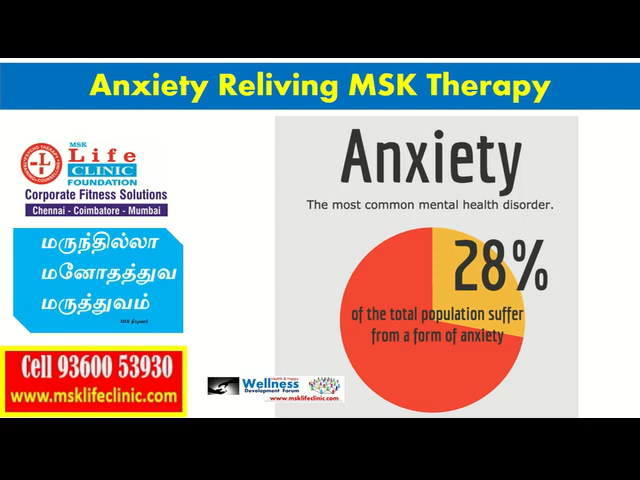 Anxiety Reliving MSK Therapy
MSK
Life
CLINIC
FOUNDATION
Corporate Fitness Solutions
Chennai - Coimbatore - Mumbai
மருந்தில்லா
மனோதத்துவ
மருத்துவம்
Cell 93600 53930
www.msklifeclinic.com
Anxiety
The most common mental health disorder.
28%
of the total population suffer
from a form of anxiety
Health & Happy
Wellness
Development Forum
www.msklifeclinic.com